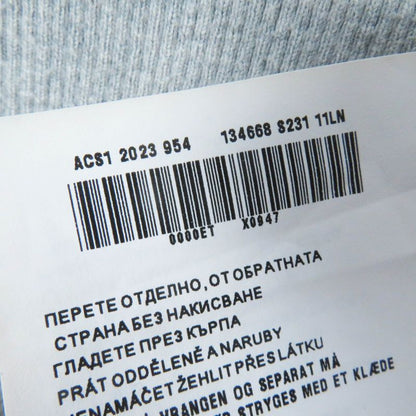 ACS1 2023 954 134668 S231 11LN
0000ET X0947
ПЕРЕТЕ ОТДЕЛНО, ОТ ОБРАТНАТА
СТРАНА БЕЗ НАКИСВАНЕ
ГЛАДЕТЕ ПРЕЗ КЪРПА
PRÁT ODDĚLENĚ A NARUBY
NENAMÁČET ŽEHLIT PŘES LÁTKU
VRANGEN OG SEPARAT MÅ
STRYGES MED ET KLÆDE